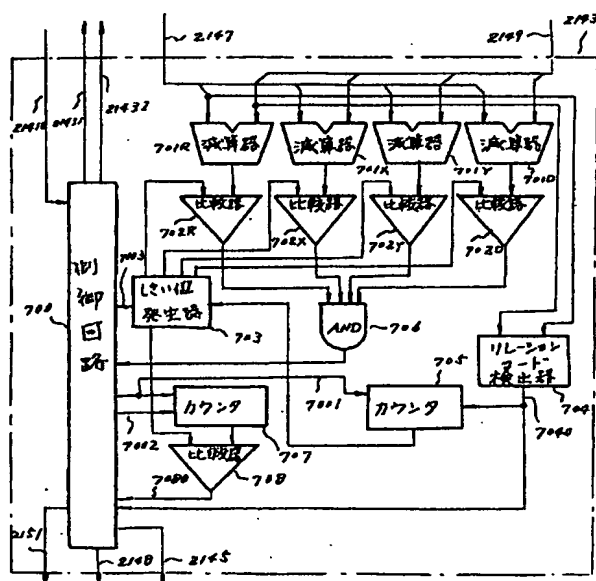 2147
2149
2143
21430
21431
21432
減算器
減算器
減算器
減算器
701R
701X
701Y
701D
比較器
比較器
比較器
比較器
702R
702X
702Y
702D
700
制御回路
7003
しきい値
発生器
703
AND
706
リレーション
コード
検出器
704
7040
7001
705
カウンタ
カウンタ
7002
707
比較器
708
7080
2151
2148
2145